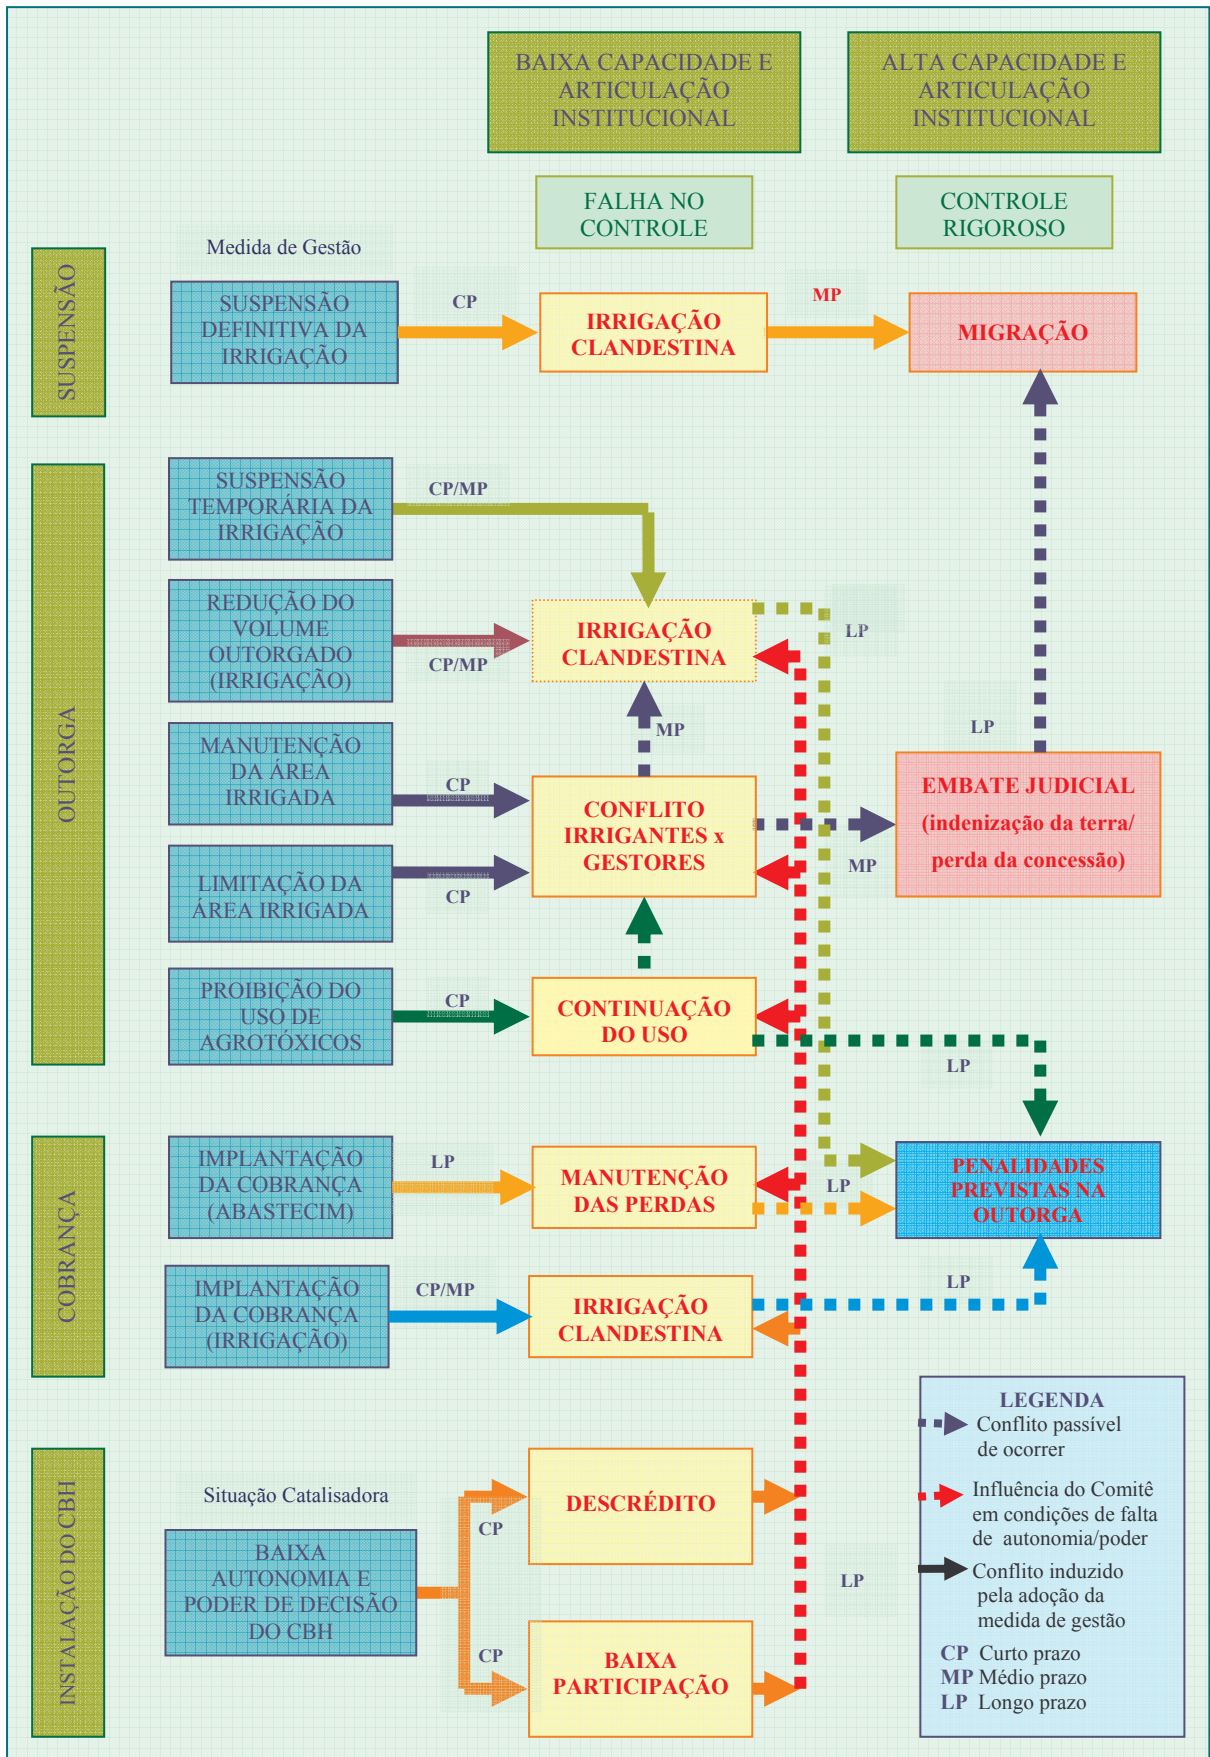 BAIXA CAPACIDADE E
ARTICULAÇÃO
INSTITUCIONAL
ALTA CAPACIDADE E
ARTICULAÇÃO
INSTITUCIONAL
FALHA NO
CONTROLE
CONTROLE
RIGOROSO
SUSPENSÃO
Medida de Gestão
SUSPENSÃO
DEFINITIVA DA
IRRIGAÇÃO
CP
IRRIGAÇÃO
CLANDESTINA
MP
MIGRAÇÃO
OUTORGA
SUSPENSÃO
TEMPORÁRIA DA
IRRIGAÇÃO
CP/MP
REDUÇÃO DO
VOLUME
OUTORGADO
(IRRIGAÇÃO)
CP/MP
IRRIGAÇÃO
CLANDESTINA
LP
MP
MANUTENÇÃO
DA ÁREA
IRRIGADA
CP
CONFLITO
IRRIGANTES x
GESTORES
MP
LP
EMBATE JUDICIAL
(indenização da terra/
perda da concessão)
LIMITAÇÃO DA
ÁREA IRRIGADA
CP
PROIBIÇÃO DO
USO DE
AGROTÓXICOS
CP
CONTINUAÇÃO
DO USO
LP
COBRANÇA
IMPLANTAÇÃO
DA COBRANÇA
(ABASTECIM)
LP
MANUTENÇÃO
DAS PERDAS
LP
PENALIDADES
PREVISTAS NA
OUTORGA
IMPLANTAÇÃO
DA COBRANÇA
(IRRIGAÇÃO)
CP/MP
IRRIGAÇÃO
CLANDESTINA
LP
INSTALAÇÃO DO CBH
Situação Catalisadora
BAIXA
AUTONOMIA E
PODER DE DECISÃO
DO CBH
CP
DESCRÉDITO
CP
BAIXA
PARTICIPAÇÃO
LP
LEGENDA
Conflito passível
de ocorrer
Influência do Comitê
em condições de falta
de autonomia/poder
Conflito induzido
pela adoção da
medida de gestão
CP Curto prazo
MP Médio prazo
LP Longo prazo